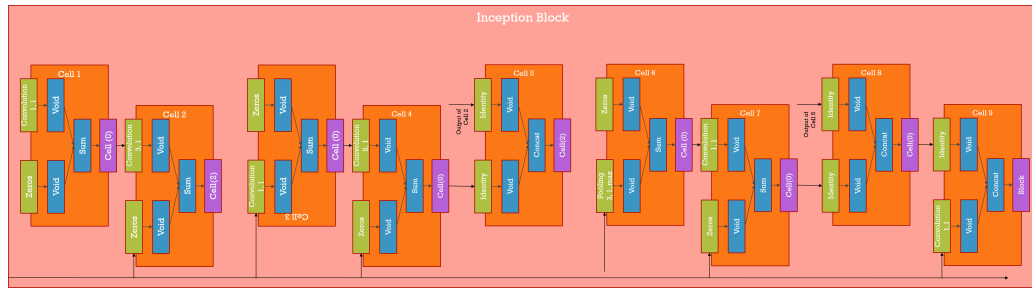 Inception Block
Cell 1
Convolution
1, 1
Void
Sum
Cell (0)
Zeros
Void
Cell 2
Convolution
3, 1
Void
Sum
Cell(2)
Zeros
Void
Zeros
Void
Sum
Cell (0)
Convolution
1, 1
Void
Cell 3
Cell 4
Convolution
5, 1
Void
Sum
Cell(0)
Zeros
Void
Cell 5
Output of
Cell 2
Identity
Void
Concat
Cell(2)
Identity
Void
Cell 6
Zeros
Void
Sum
Cell (0)
Pooling
3, 1, max
Void
Cell 7
Convolution
1, 1
Void
Sum
Cell(0)
Zeros
Void
Cell 8
Output of
Cell 5
Identity
Void
Concat
Cell(0)
Identity
Void
Cell 9
Identity
Void
Concat
Block
Convolution
1, 1
Void